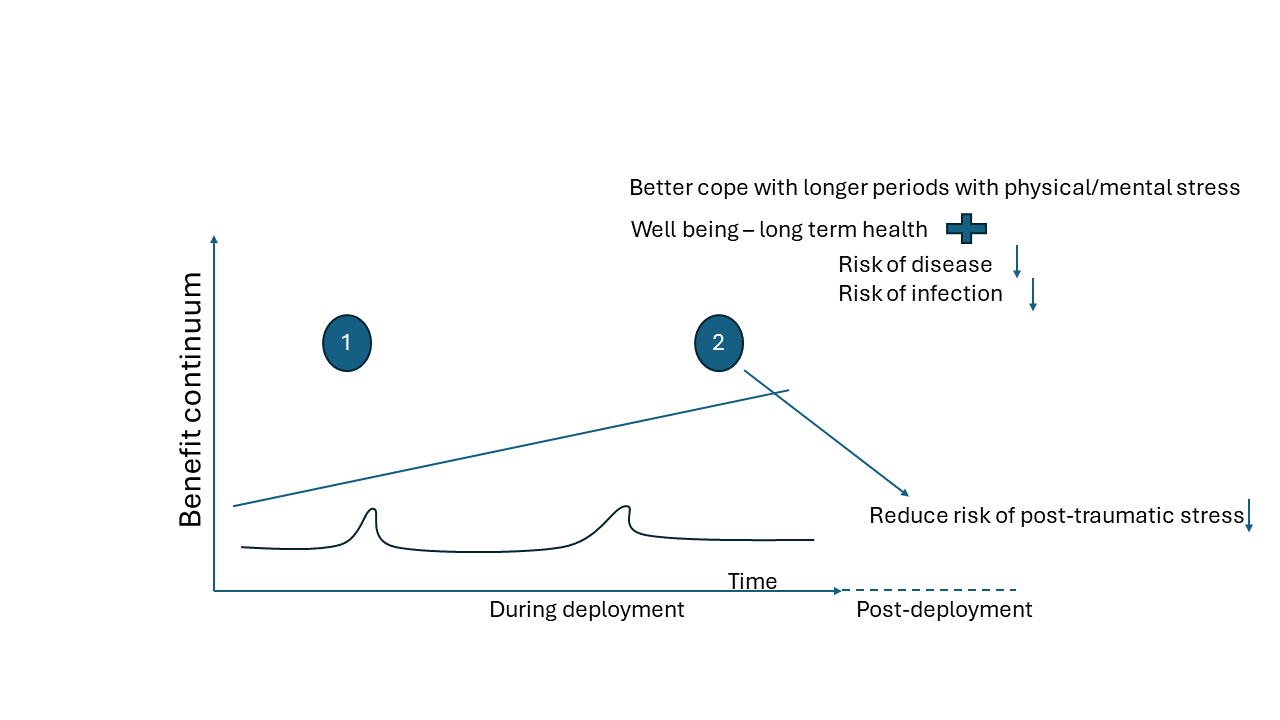 Better cope with longer periods with physical/mental stress
Well being – long term health
Risk of disease
Risk of infection
Benefit continuum
1
2
Reduce risk of post-traumatic stress
Time
During deployment
Post-deployment